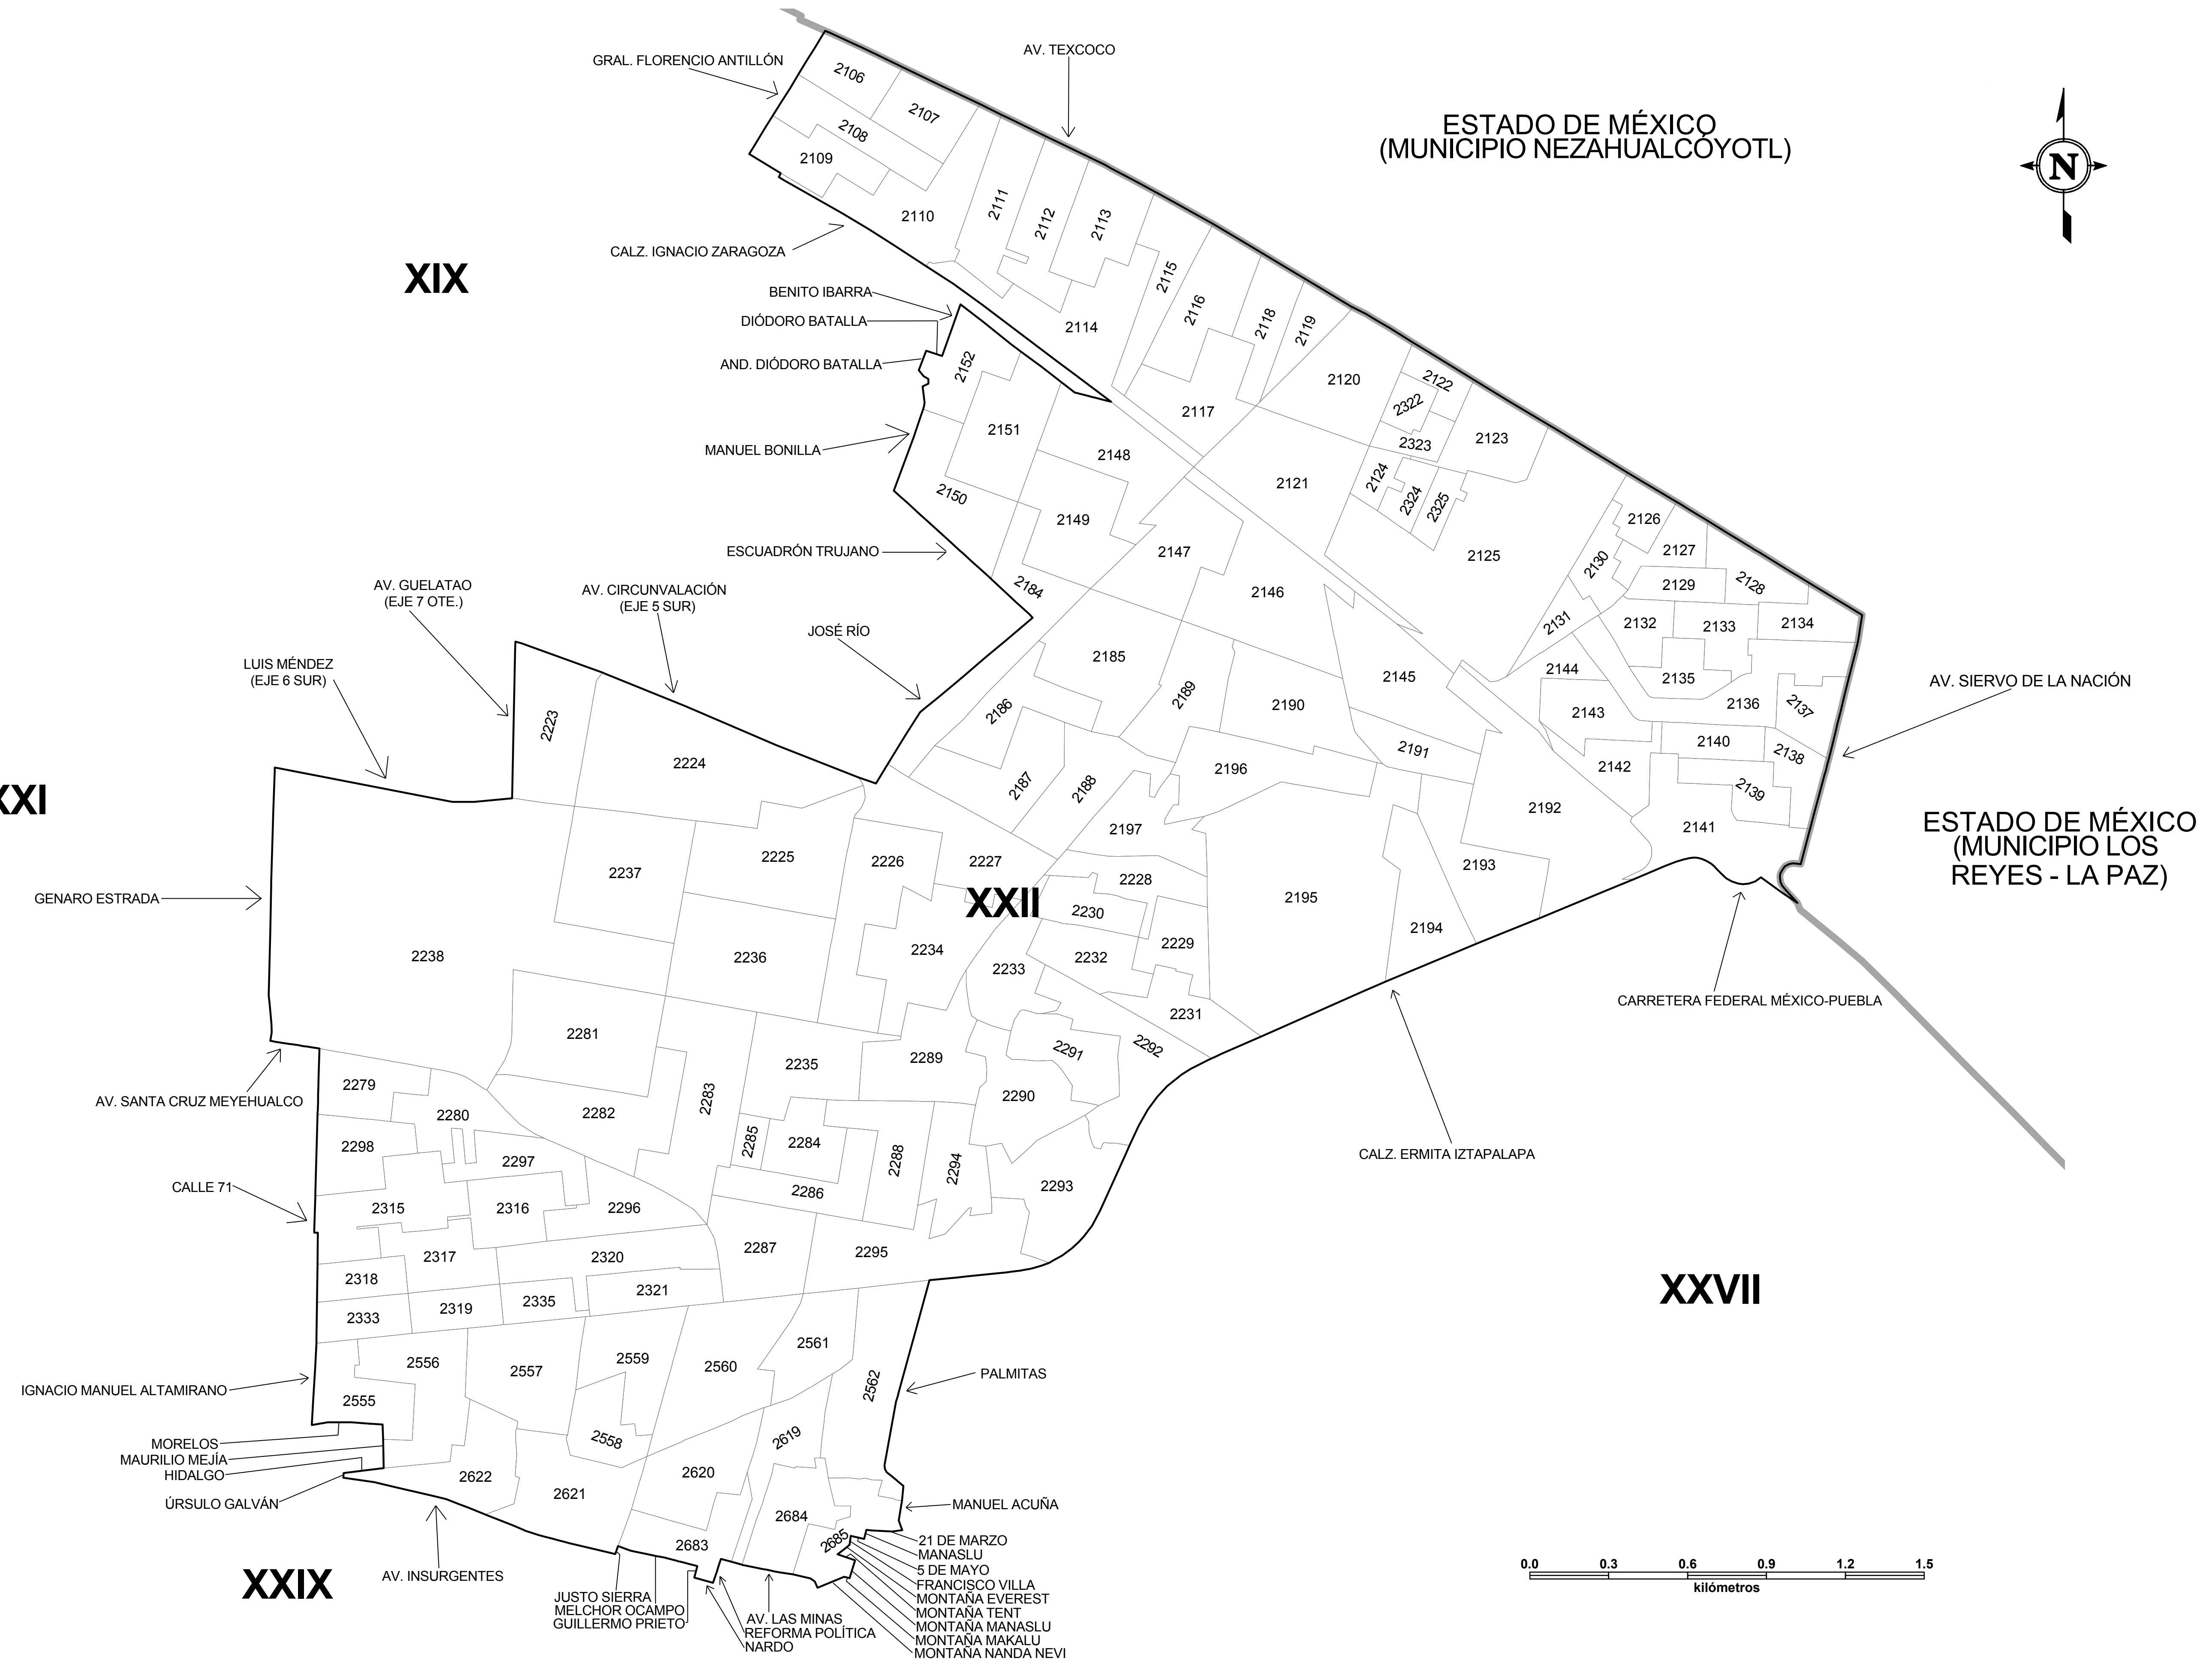 GRAL. FLORENCIO ANTILLÓN
AV. TEXCOCO
ESTADO DE MÉXICO
(MUNICIPIO NEZAHUALCÓYOTL)
N
XIX
CALZ. IGNACIO ZARAGOZA
BENITO IBARRA
DIÓDORO BATALLA
AND. DIÓDORO BATALLA
MANUEL BONILLA
ESCUADRÓN TRUJANO
AV. GUELATAO
(EJE 7 OTE.)
AV. CIRCUNVALACIÓN
(EJE 5 SUR)
JOSÉ RÍO
LUIS MÉNDEZ
(EJE 6 SUR)
AV. SIERVO DE LA NACIÓN
XXI
ESTADO DE MÉXICO
(MUNICIPIO LOS
REYES - LA PAZ)
GENARO ESTRADA
XXII
CARRETERA FEDERAL MÉXICO-PUEBLA
AV. SANTA CRUZ MEYEHUALCO
CALZ. ERMITA IZTAPALAPA
CALLE 71
XXVII
IGNACIO MANUEL ALTAMIRANO
PALMITAS
MORELOS
MAURILIO MEJÍA
HIDALGO
ÚRSULO GALVÁN
MANUEL ACUÑA
21 DE MARZO
MANASLU
5 DE MAYO
FRANCISCO VILLA
MONTAÑA EVEREST
MONTAÑA TENT
MONTAÑA MANASLU
MONTAÑA MAKALU
MONTAÑA NANDA NEVI
XXIX
AV. INSURGENTES
JUSTO SIERRA
MELCHOR OCAMPO
GUILLERMO PRIETO
AV. LAS MINAS
REFORMA POLÍTICA
NARDO
0.0 0.3 0.6 0.9 1.2 1.5
kilómetros
2106
2107
2108
2109
2110
2111
2112
2113
2114
2115
2116
2117
2118
2119
2120
2121
2122
2322
2323
2123
2124
2324
2325
2125
2126
2127
2128
2129
2130
2131
2132
2133
2134
2135
2136
2137
2138
2139
2140
2141
2142
2143
2144
2145
2146
2147
2148
2149
2150
2151
2152
2184
2185
2186
2187
2188
2189
2190
2191
2192
2193
2194
2195
2196
2197
2223
2224
2225
2226
2227
2228
2229
2230
2231
2232
2233
2234
2235
2236
2237
2238
2279
2280
2281
2282
2283
2284
2285
2286
2287
2288
2289
2290
2291
2292
2293
2294
2295
2296
2297
2298
2315
2316
2317
2318
2319
2320
2321
2333
2335
2555
2556
2557
2558
2559
2560
2561
2562
2619
2620
2621
2622
2683
2684
2685